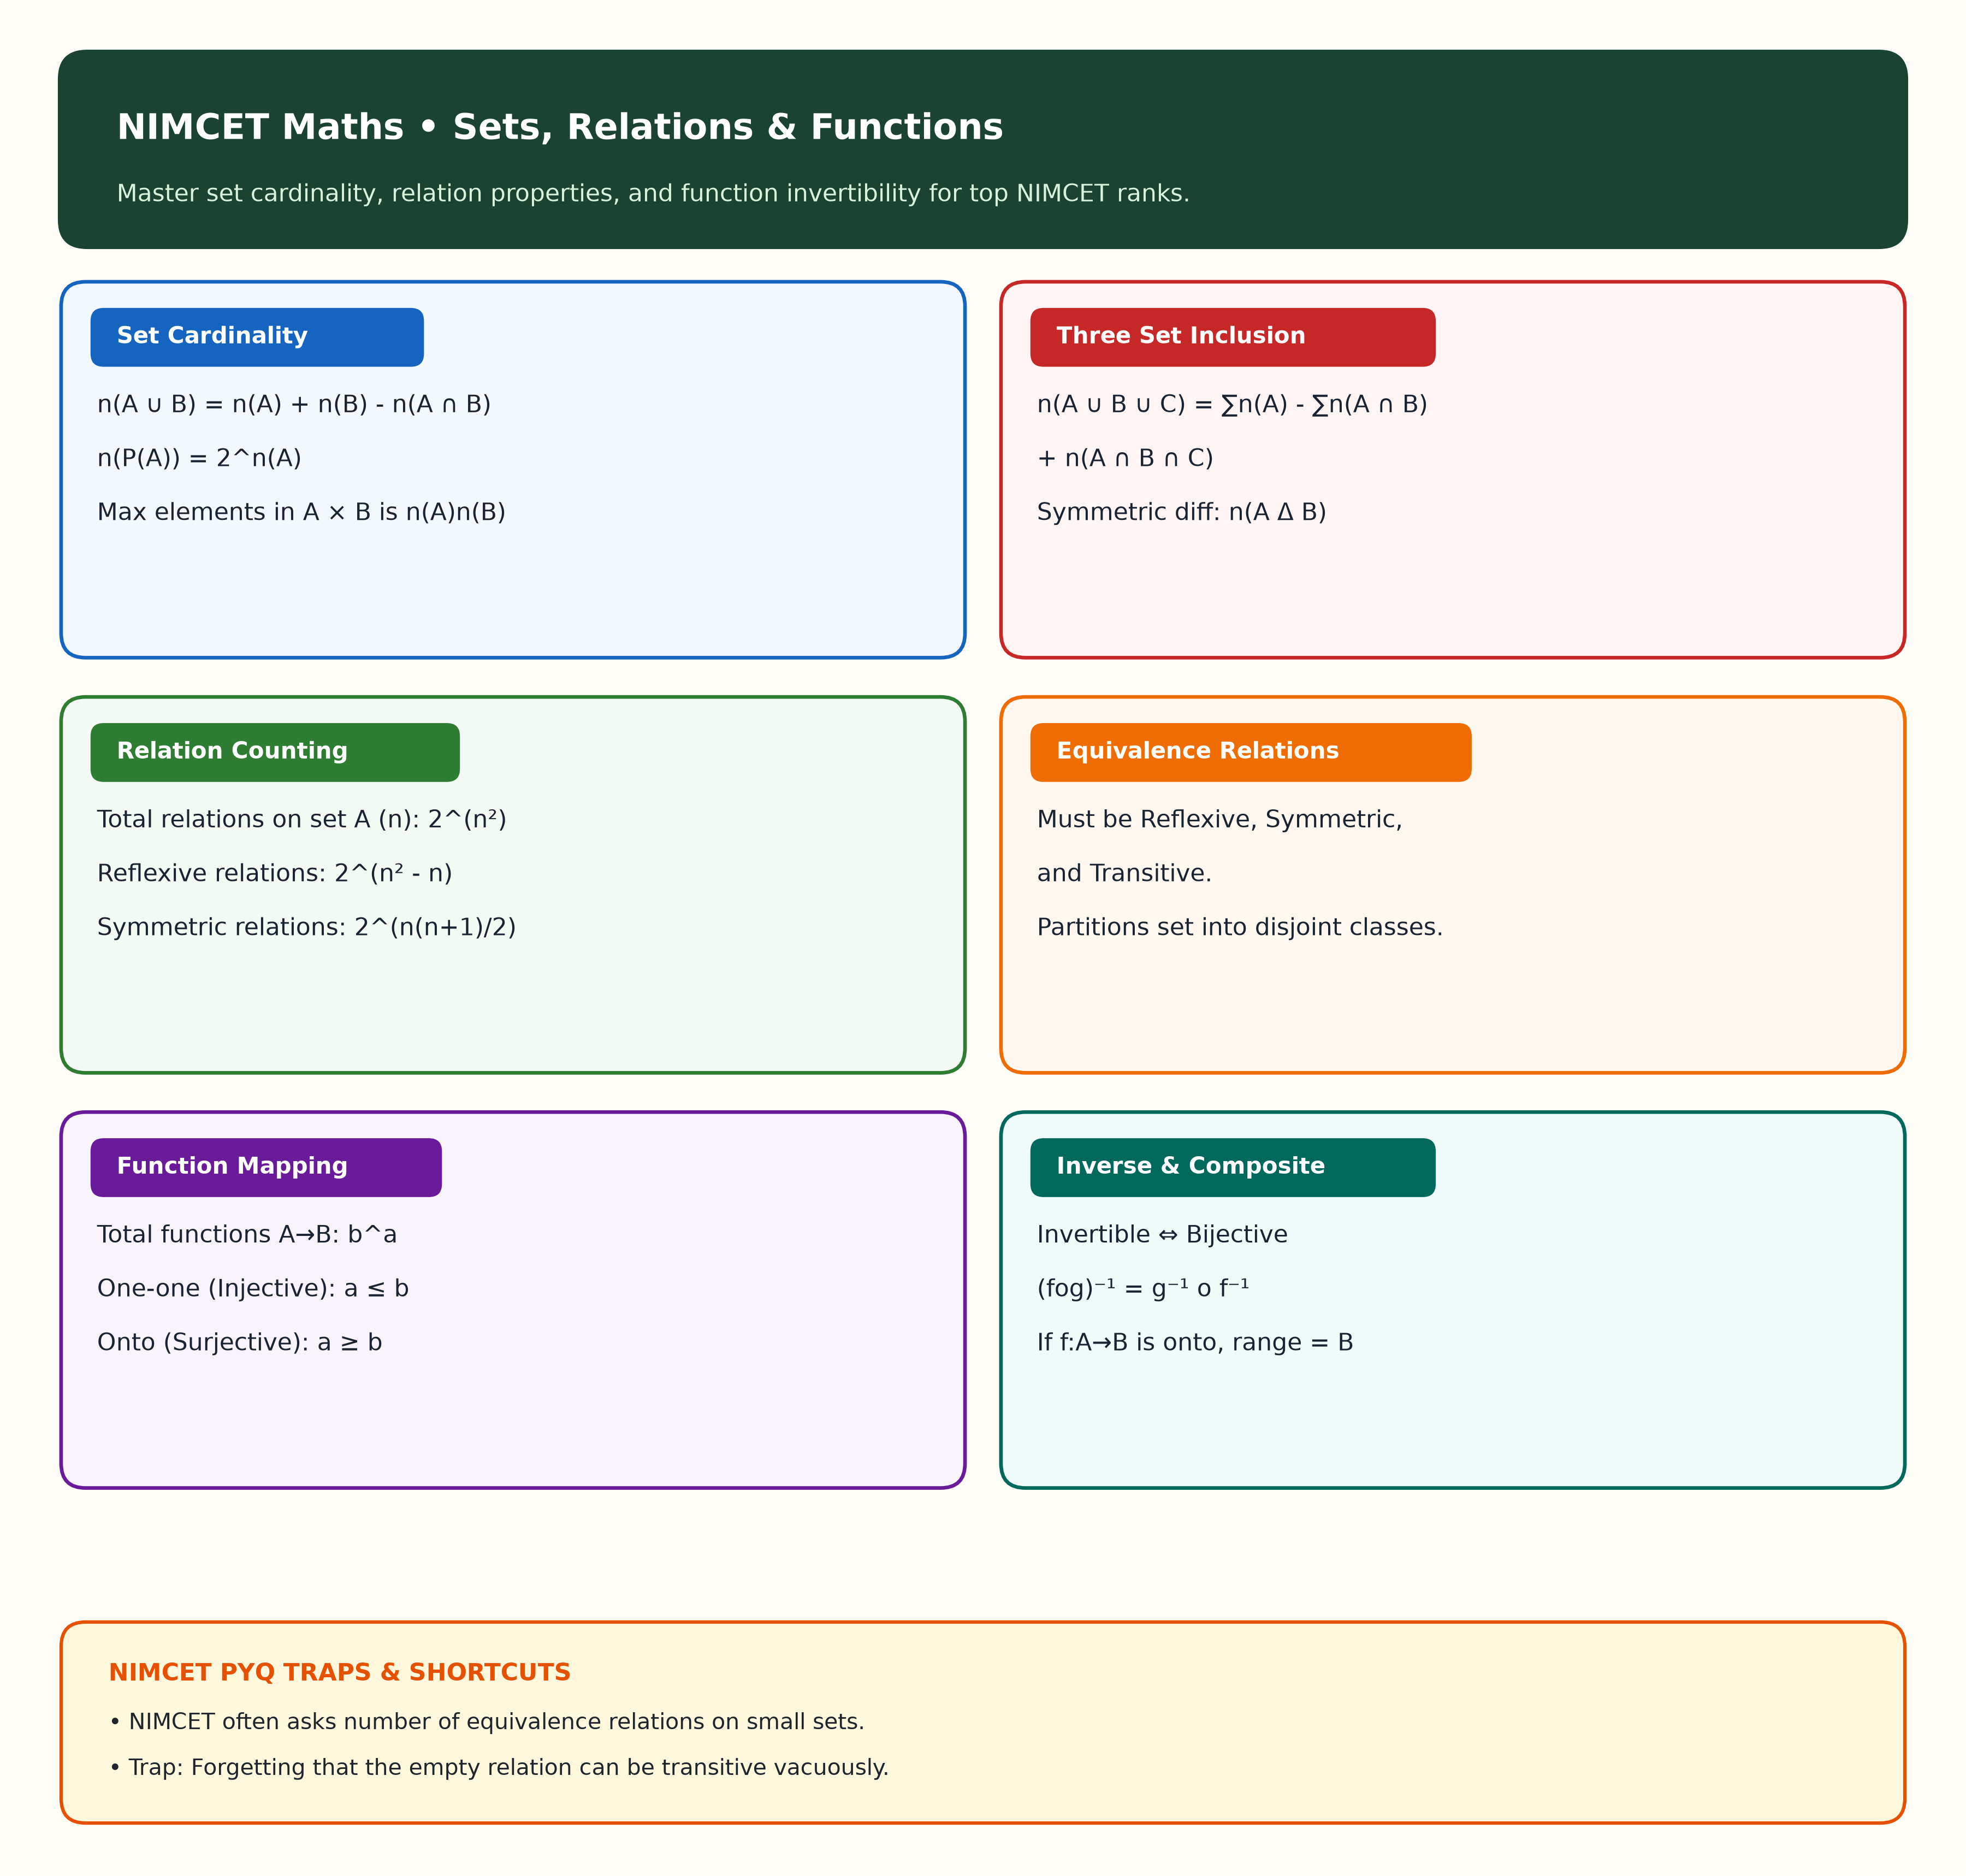 NIMCET Maths • Sets, Relations & Functions
Master set cardinality, relation properties, and function invertibility for top NIMCET ranks.
Set Cardinality
n(A ∪ B) = n(A) + n(B) - n(A ∩ B)
n(P(A)) = 2^n(A)
Max elements in A × B is n(A)n(B)
Three Set Inclusion
n(A ∪ B ∪ C) = ∑n(A) - ∑n(A ∩ B)
+ n(A ∩ B ∩ C)
Symmetric diff: n(A Δ B)
Relation Counting
Total relations on set A (n): 2^(n²)
Reflexive relations: 2^(n² - n)
Symmetric relations: 2^(n(n+1)/2)
Equivalence Relations
Must be Reflexive, Symmetric,
and Transitive.
Partitions set into disjoint classes.
Function Mapping
Total functions A→B: b^a
One-one (Injective): a ≤ b
Onto (Surjective): a ≥ b
Inverse & Composite
Invertible ⇔ Bijective
(fog)⁻¹ = g⁻¹ o f⁻¹
If f:A→B is onto, range = B
NIMCET PYQ TRAPS & SHORTCUTS
• NIMCET often asks number of equivalence relations on small sets.
• Trap: Forgetting that the empty relation can be transitive vacuously.